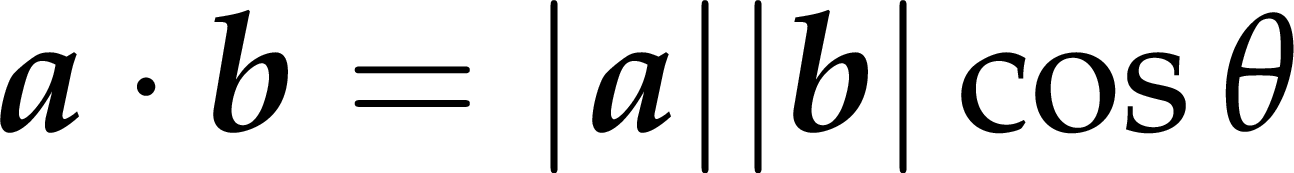 a · b = |a||b| cos θ